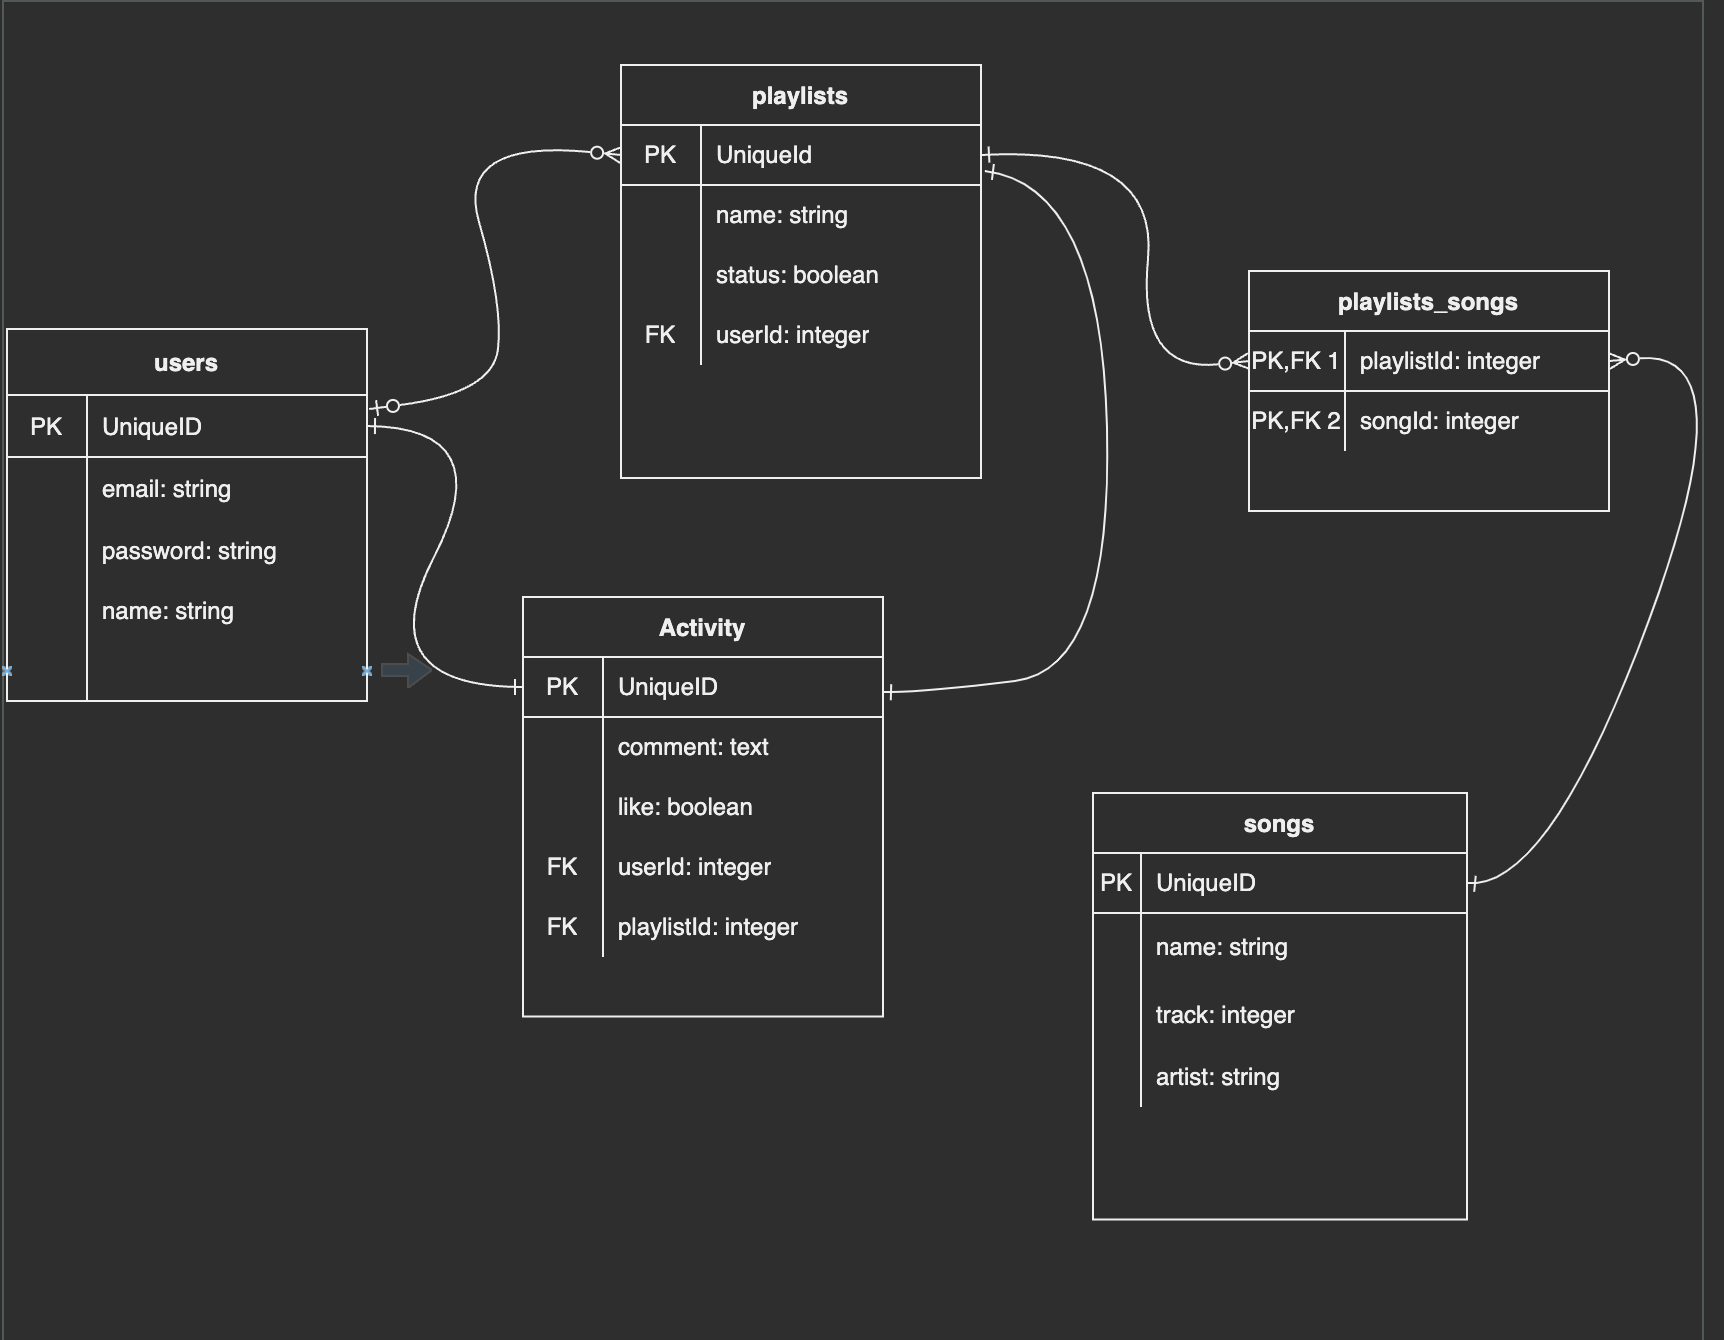 playlists
PK UniqueId
name: string
status: boolean
FK userId: integer
users
PK UniqueID
email: string
password: string
name: string
playlists_songs
PK,FK 1 playlistId: integer
PK,FK 2 songId: integer
Activity
PK UniqueID
comment: text
like: boolean
FK userId: integer
FK playlistId: integer
songs
PK UniqueID
name: string
track: integer
artist: string